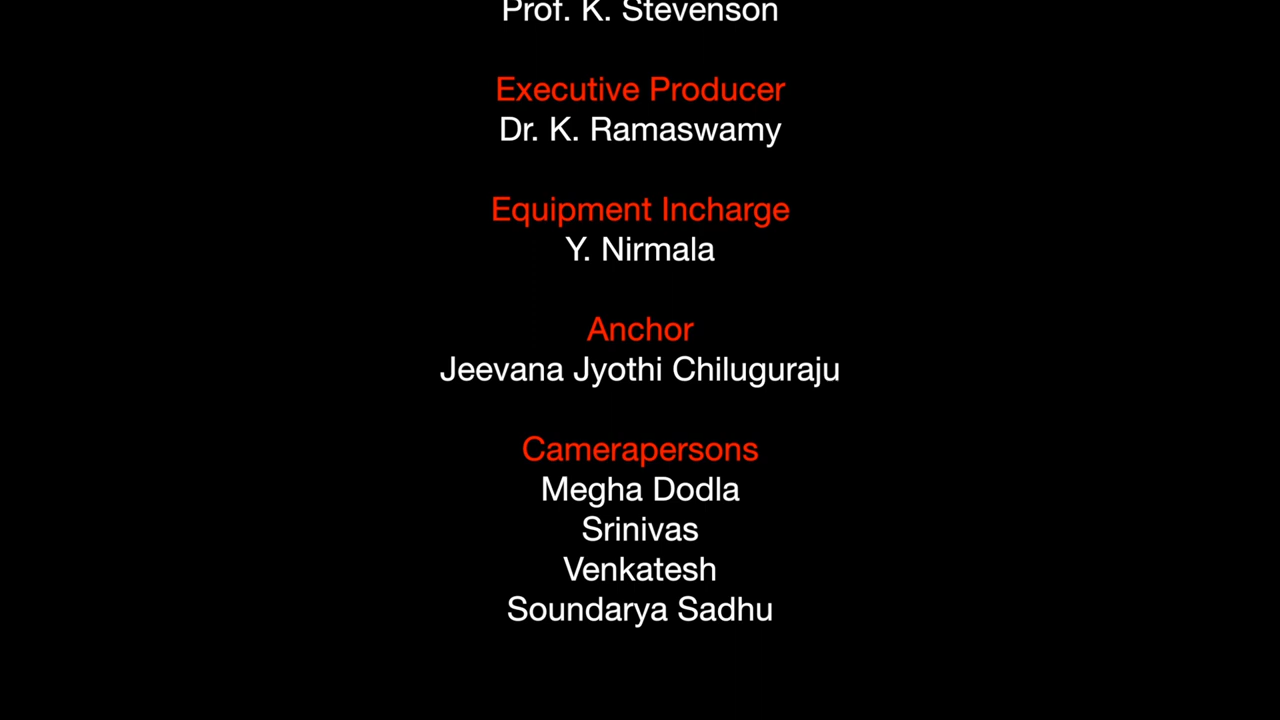 Prof. K. Stevenson
Executive Producer
Dr. K. Ramaswamy
Equipment Incharge
Y. Nirmala
Anchor
Jeevana Jyothi Chiluguraju
Camerapersons
Megha Dodla
Srinivas
Venkatesh
Soundarya Sadhu